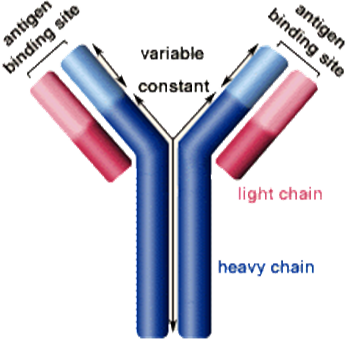 antigen
binding site
antigen
binding site
variable
constant
light chain
heavy chain